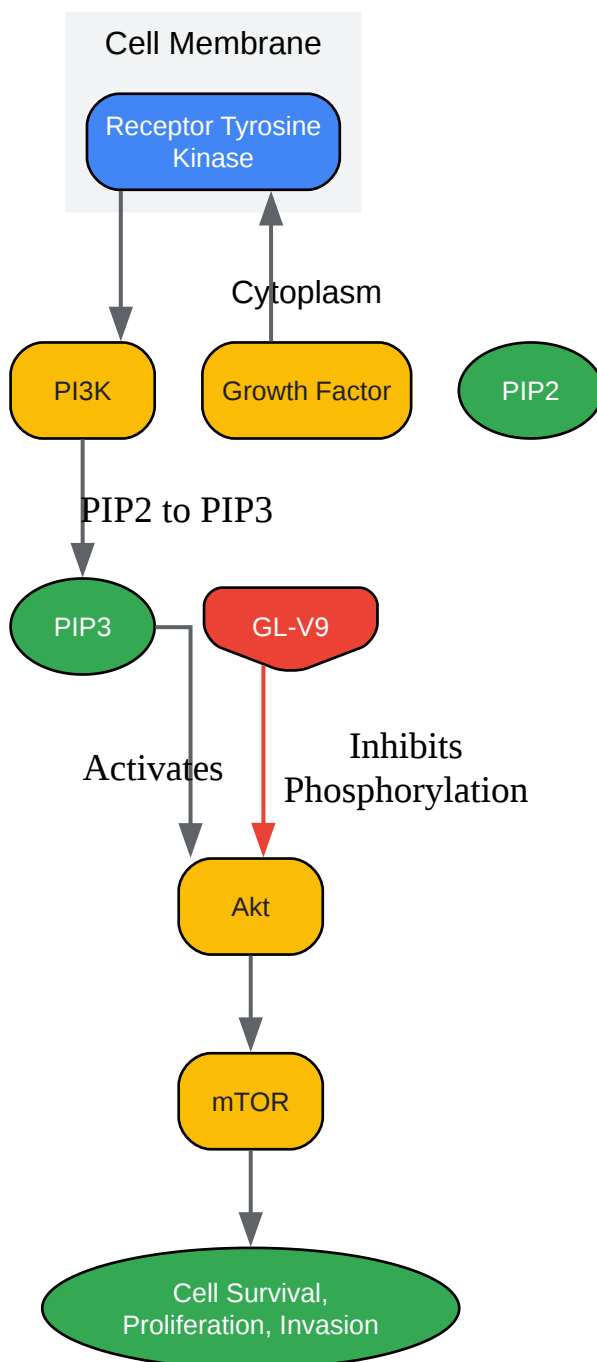 Cell Membrane
Receptor Tyrosine
Kinase
Cytoplasm
PI3K
Growth Factor
PIP2
PIP2 to PIP3
PIP3
GL-V9
Activates
Inhibits
Phosphorylation
Akt
mTOR
Cell Survival,
Proliferation, Invasion